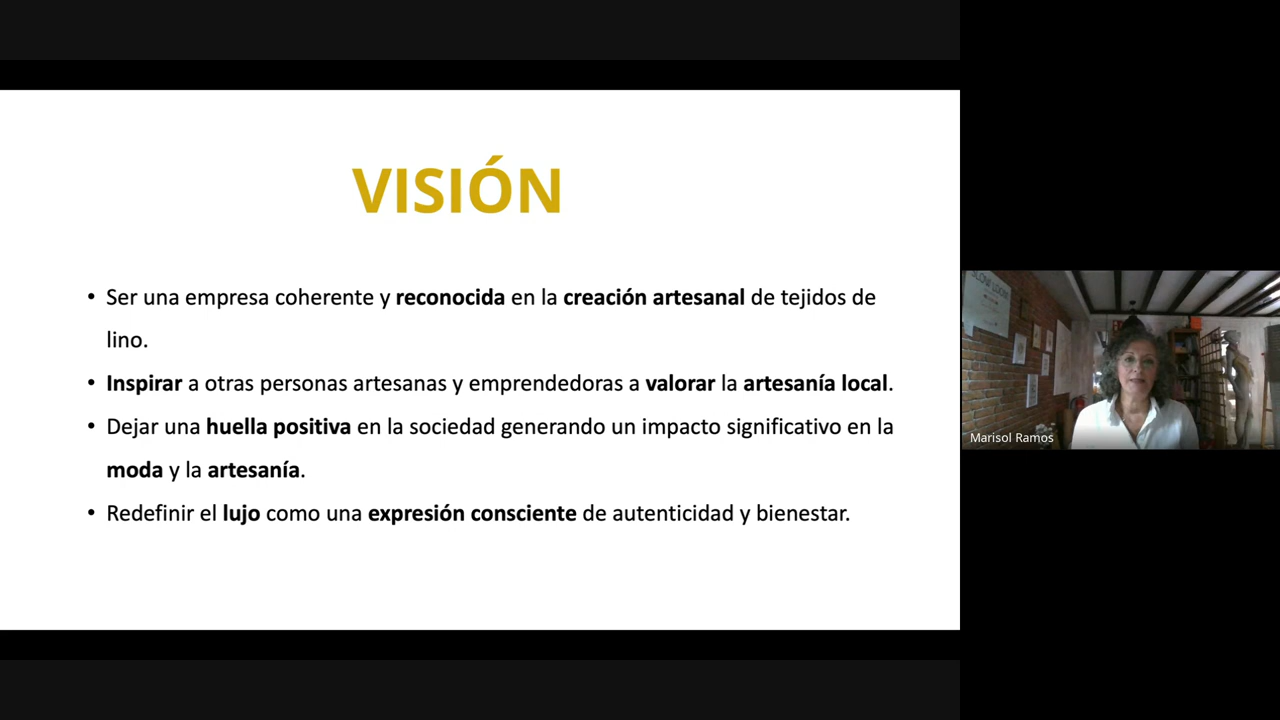 VISIÓN
• Ser una empresa coherente y reconocida en la creación artesanal de tejidos de
lino.
• Inspirar a otras personas artesanas y emprendedoras a valorar la artesanía local.
• Dejar una huella positiva en la sociedad generando un impacto significativo en la
moda y la artesanía.
• Redefinir el lujo como una expresión consciente de autenticidad y bienestar.
Marisol Ramos